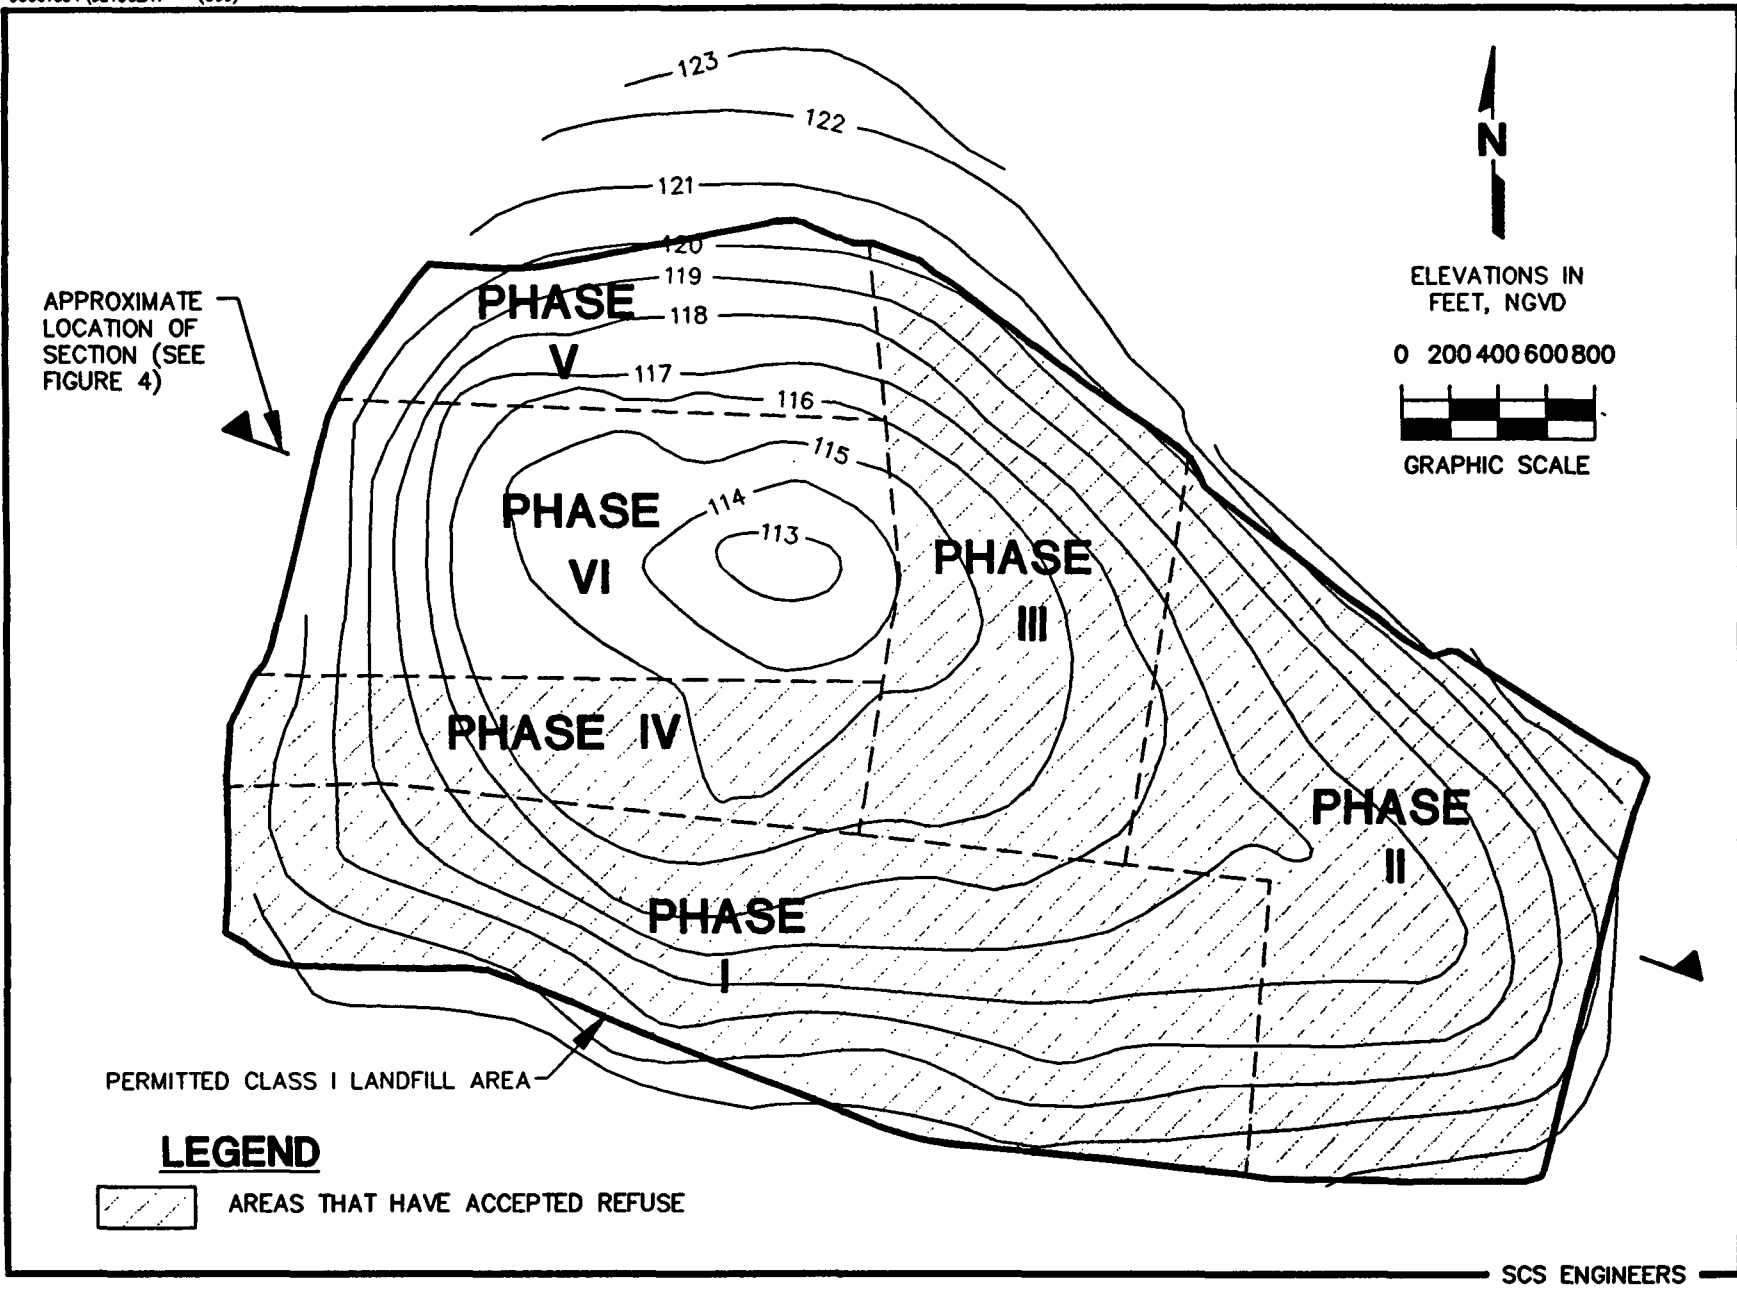 123
122
121
120
119
118
117
116
115
114
113
N
ELEVATIONS IN
FEET, NGVD
0 200 400 600 800
GRAPHIC SCALE
APPROXIMATE
LOCATION OF
SECTION (SEE
FIGURE 4)
PHASE
V
PHASE
VI
PHASE
III
PHASE IV
PHASE
II
PHASE
I
PERMITTED CLASS I LANDFILL AREA
LEGEND
AREAS THAT HAVE ACCEPTED REFUSE
SCS ENGINEERS